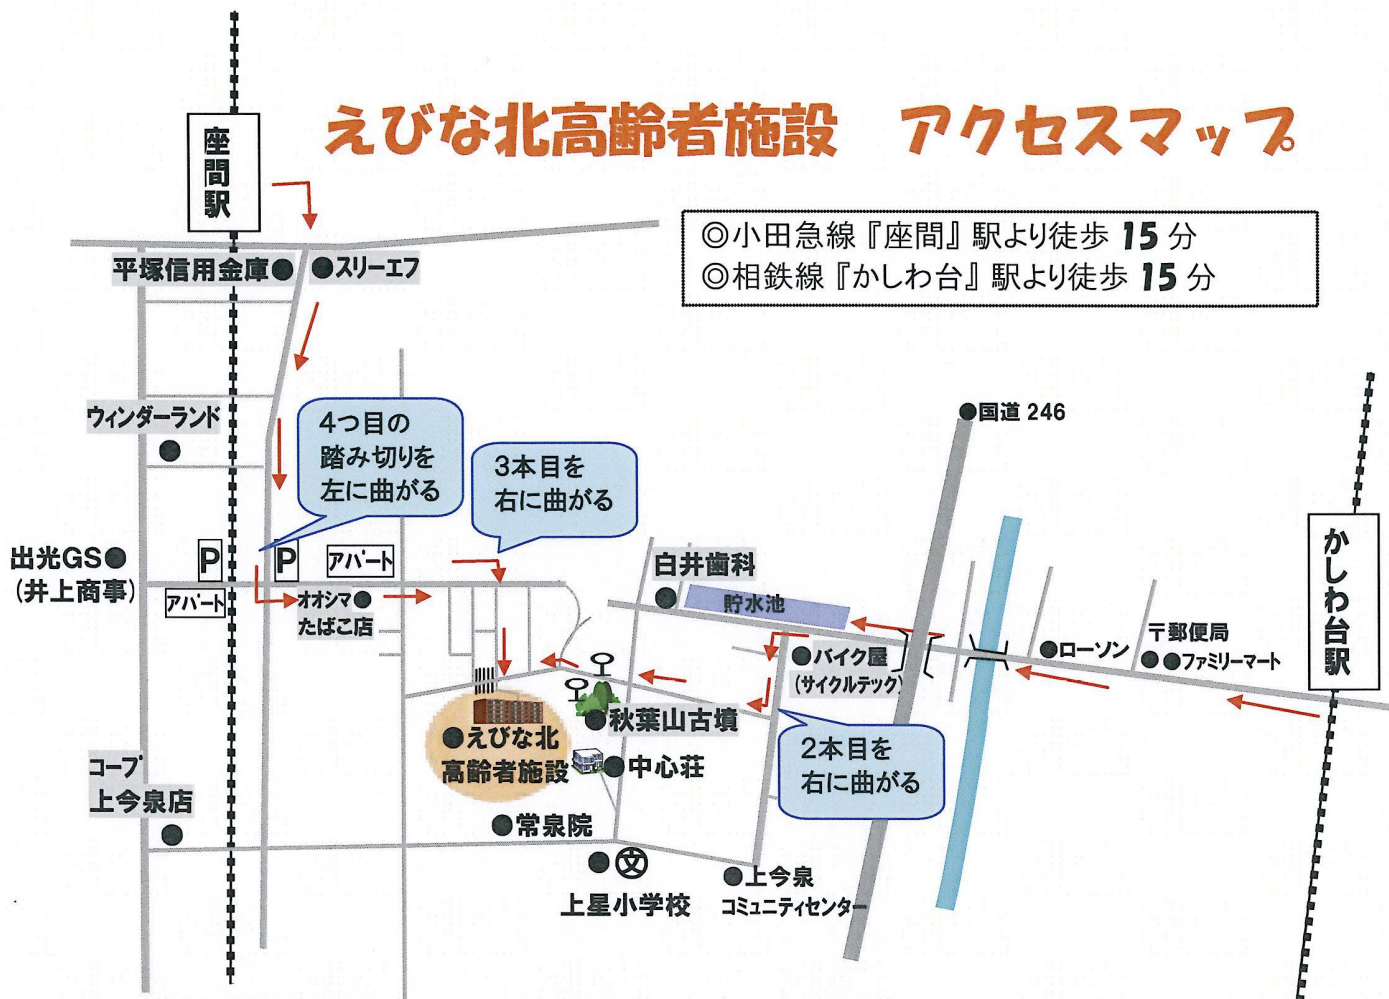 えびな北高齢者施設 アクセスマップ
座間駅
◎小田急線『座間』駅より徒歩 15 分
◎相鉄線『かしわ台』駅より徒歩 15 分
平塚信用金庫●
●スリーエフ
ウィンダーランド
4つ目の
踏み切りを
左に曲がる
3本目を
右に曲がる
●国道 246
出光GS●
(井上商事)
P
P
アパート
アパート
オオシマ●
たばこ店
白井歯科
貯水池
●バイク屋
(サイクルテック)
●ローソン
〒郵便局
●●ファミリーマート
かしわ台駅
●えびな北
高齢者施設
●秋葉山古墳
●中心荘
2本目を
右に曲がる
コープ
上今泉店
●常泉院
●文
上星小学校
●上今泉
コミュニティセンター